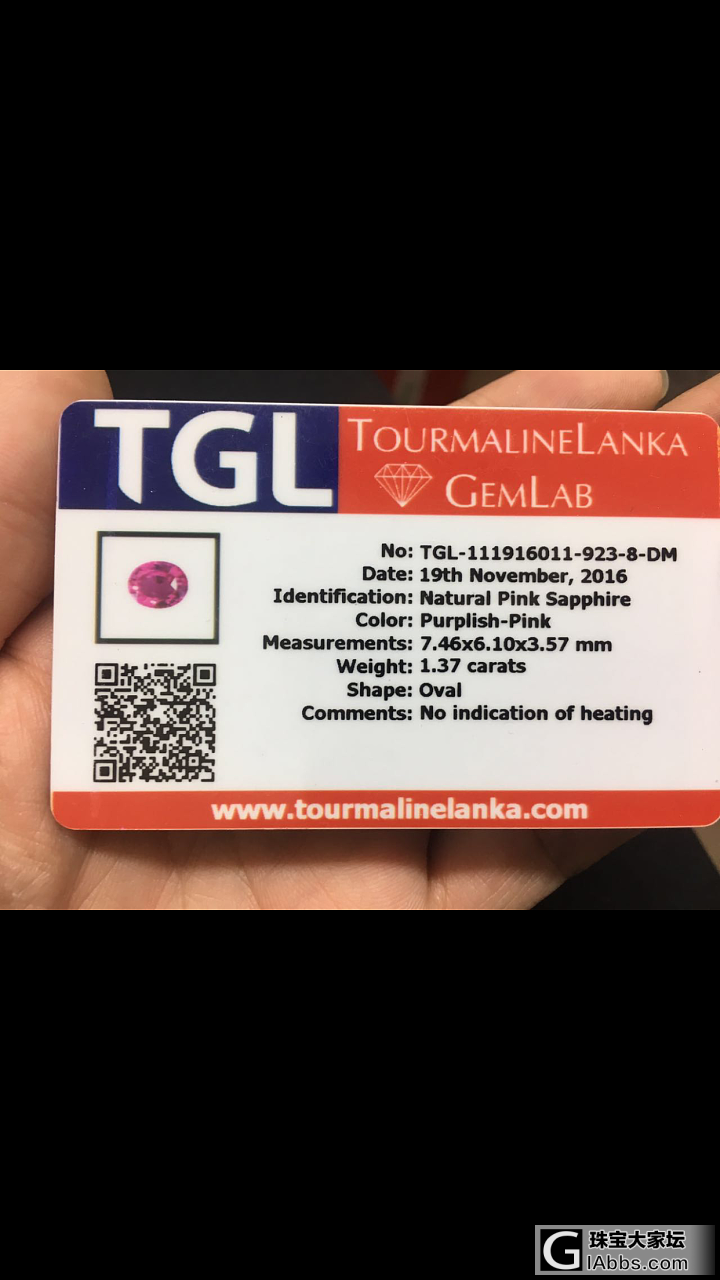 TGL
TOURMALINELANKA
GEMLAB
No: TGL-111916011-923-8-DM
Date: 19th November, 2016
Identification: Natural Pink Sapphire
Color: Purplish-Pink
Measurements: 7.46x6.10x3.57 mm
Weight: 1.37 carats
Shape: Oval
Comments: No indication of heating
www.tourmalinelanka.com
G 珠宝大家坛
IAbbs.com